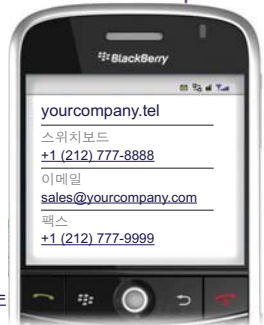 BlackBerry
yourcompany.tel
스위치보드
+1 (212) 777-8888
이메일
sales@yourcompany.com
팩스
+1 (212) 777-9999
E